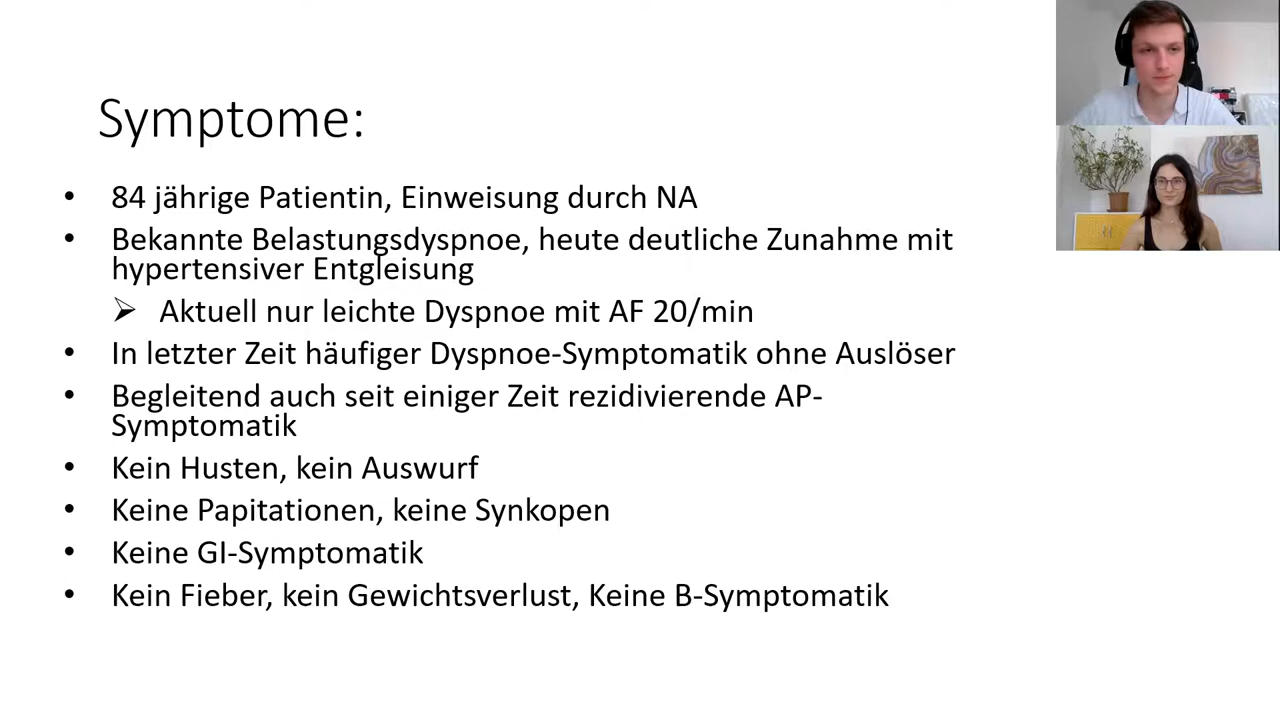 Symptome:
• 84 jährige Patientin, Einweisung durch NA
• Bekannte Belastungsdyspnoe, heute deutliche Zunahme mit
hypertensiver Entgleisung
➢ Aktuell nur leichte Dyspnoe mit AF 20/min
• In letzter Zeit häufiger Dyspnoe-Symptomatik ohne Auslöser
• Begleitend auch seit einiger Zeit rezidivierende AP-
Symptomatik
• Kein Husten, kein Auswurf
• Keine Papitationen, keine Synkopen
• Keine GI-Symptomatik
• Kein Fieber, kein Gewichtsverlust, Keine B-Symptomatik